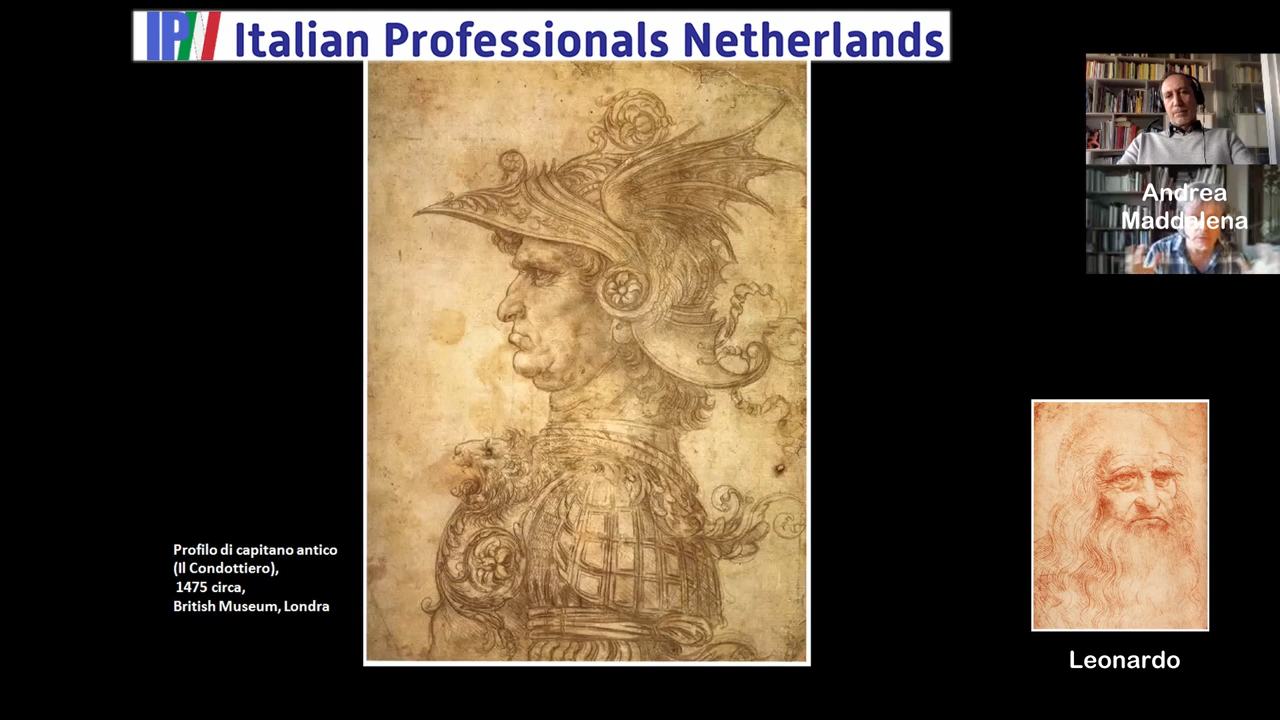 IPN Italian Professionals Netherlands
Andrea
Maddalena
Profilo di capitano antico
(Il Condottiero),
1475 circa,
British Museum, Londra
Leonardo